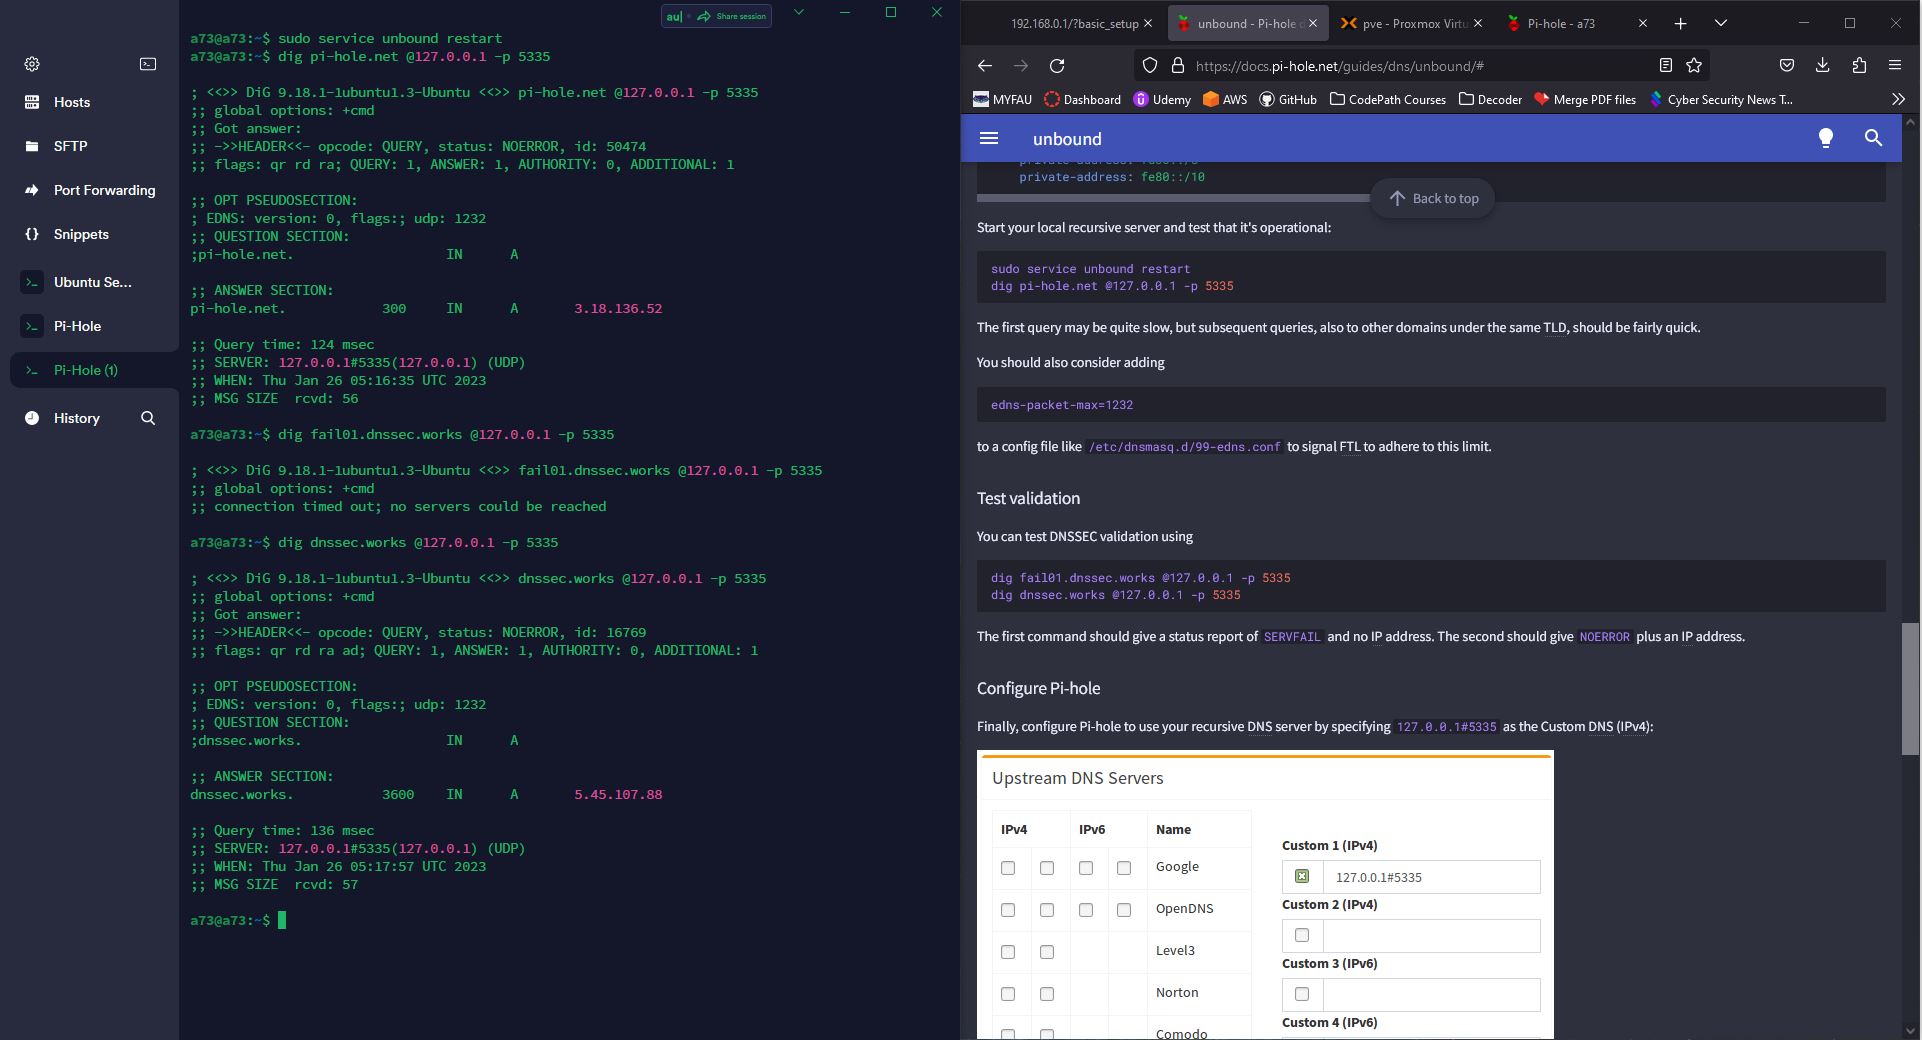 Hosts
SFTP
Port Forwarding
Snippets
Ubuntu Se...
Pi-Hole
Pi-Hole (1)
History
au| Share session
a73@a73:~$ sudo service unbound restart
a73@a73:~$ dig pi-hole.net @127.0.0.1 -p 5335
; <<>> DiG 9.18.1-1ubuntu1.3-Ubuntu <<>> pi-hole.net @127.0.0.1 -p 5335
;; global options: +cmd
;; Got answer:
;; ->>HEADER<<- opcode: QUERY, status: NOERROR, id: 50474
;; flags: qr rd ra; QUERY: 1, ANSWER: 1, AUTHORITY: 0, ADDITIONAL: 1
;; OPT PSEUDOSECTION:
; EDNS: version: 0, flags:; udp: 1232
;; QUESTION SECTION:
;pi-hole.net. IN A
;; ANSWER SECTION:
pi-hole.net. 300 IN A 3.18.136.52
;; Query time: 124 msec
;; SERVER: 127.0.0.1#5335(127.0.0.1) (UDP)
;; WHEN: Thu Jan 26 05:16:35 UTC 2023
;; MSG SIZE rcvd: 56
a73@a73:~$ dig fail01.dnssec.works @127.0.0.1 -p 5335
; <<>> DiG 9.18.1-1ubuntu1.3-Ubuntu <<>> fail01.dnssec.works @127.0.0.1 -p 5335
;; global options: +cmd
;; connection timed out; no servers could be reached
a73@a73:~$ dig dnssec.works @127.0.0.1 -p 5335
; <<>> DiG 9.18.1-1ubuntu1.3-Ubuntu <<>> dnssec.works @127.0.0.1 -p 5335
;; global options: +cmd
;; Got answer:
;; ->>HEADER<<- opcode: QUERY, status: NOERROR, id: 16769
;; flags: qr rd ra ad; QUERY: 1, ANSWER: 1, AUTHORITY: 0, ADDITIONAL: 1
;; OPT PSEUDOSECTION:
; EDNS: version: 0, flags:; udp: 1232
;; QUESTION SECTION:
;dnssec.works. IN A
;; ANSWER SECTION:
dnssec.works. 3600 IN A 5.45.107.88
;; Query time: 136 msec
;; SERVER: 127.0.0.1#5335(127.0.0.1) (UDP)
;; WHEN: Thu Jan 26 05:17:57 UTC 2023
;; MSG SIZE rcvd: 57
a73@a73:~$
192.168.0.1/?basic_setup
unbound - Pi-hole d
pve - Proxmox Virtu
Pi-hole - a73
https://docs.pi-hole.net/guides/dns/unbound/#
MYFAU Dashboard Udemy AWS GitHub CodePath Courses Decoder Merge PDF files Cyber Security News T...
unbound
private-address: fe80::/10
Back to top
Start your local recursive server and test that it's operational:
sudo service unbound restart
dig pi-hole.net @127.0.0.1 -p 5335
The first query may be quite slow, but subsequent queries, also to other domains under the same TLD, should be fairly quick.
You should also consider adding
edns-packet-max=1232
to a config file like /etc/dnsmasq.d/99-edns.conf to signal FTL to adhere to this limit.
Test validation
You can test DNSSEC validation using
dig fail01.dnssec.works @127.0.0.1 -p 5335
dig dnssec.works @127.0.0.1 -p 5335
The first command should give a status report of SERVFAIL and no IP address. The second should give NOERROR plus an IP address.
Configure Pi-hole
Finally, configure Pi-hole to use your recursive DNS server by specifying 127.0.0.1#5335 as the Custom DNS (IPv4):
Upstream DNS Servers
IPv4 IPv6 Name
Google
OpenDNS
Level3
Norton
Comodo
Custom 1 (IPv4)
127.0.0.1#5335
Custom 2 (IPv4)
Custom 3 (IPv6)
Custom 4 (IPv6)